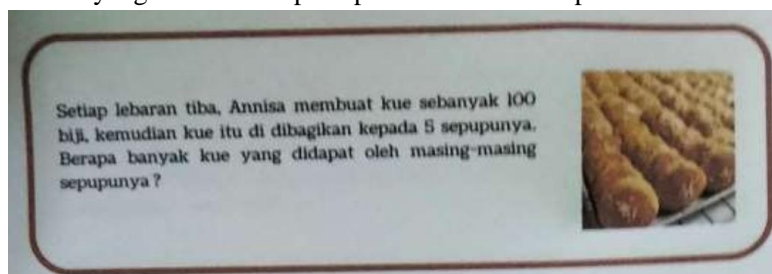 Setiap lebaran tiba, Annisa membuat kue sebanyak 100
biji, kemudian kue itu di dibagikan kepada 5 sepupunya.
Berapa banyak kue yang didapat oleh masing-masing
sepupunya ?